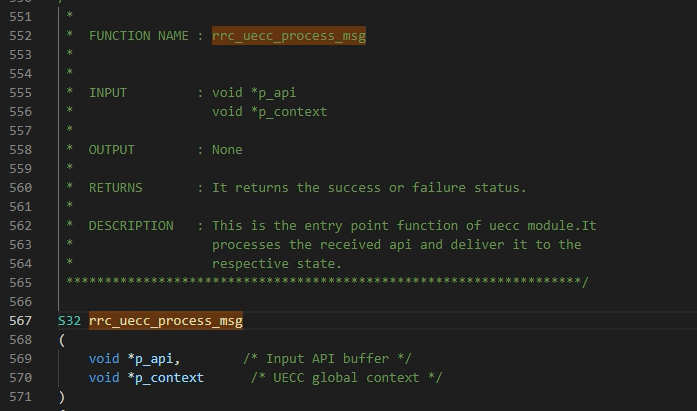 551 *
552 * FUNCTION NAME : rrc_uecc_process_msg
553 *
554 *
555 * INPUT : void *p_api
556 * void *p_context
557 *
558 * OUTPUT : None
559 *
560 * RETURNS : It returns the success or failure status.
561 *
562 * DESCRIPTION : This is the entry point function of uecc module.It
563 * processes the received api and deliver it to the
564 * respective state.
565 ********************************************************************/
566
567 S32 rrc_uecc_process_msg
568 (
569 void *p_api, /* Input API buffer */
570 void *p_context /* UECC global context */
571 )